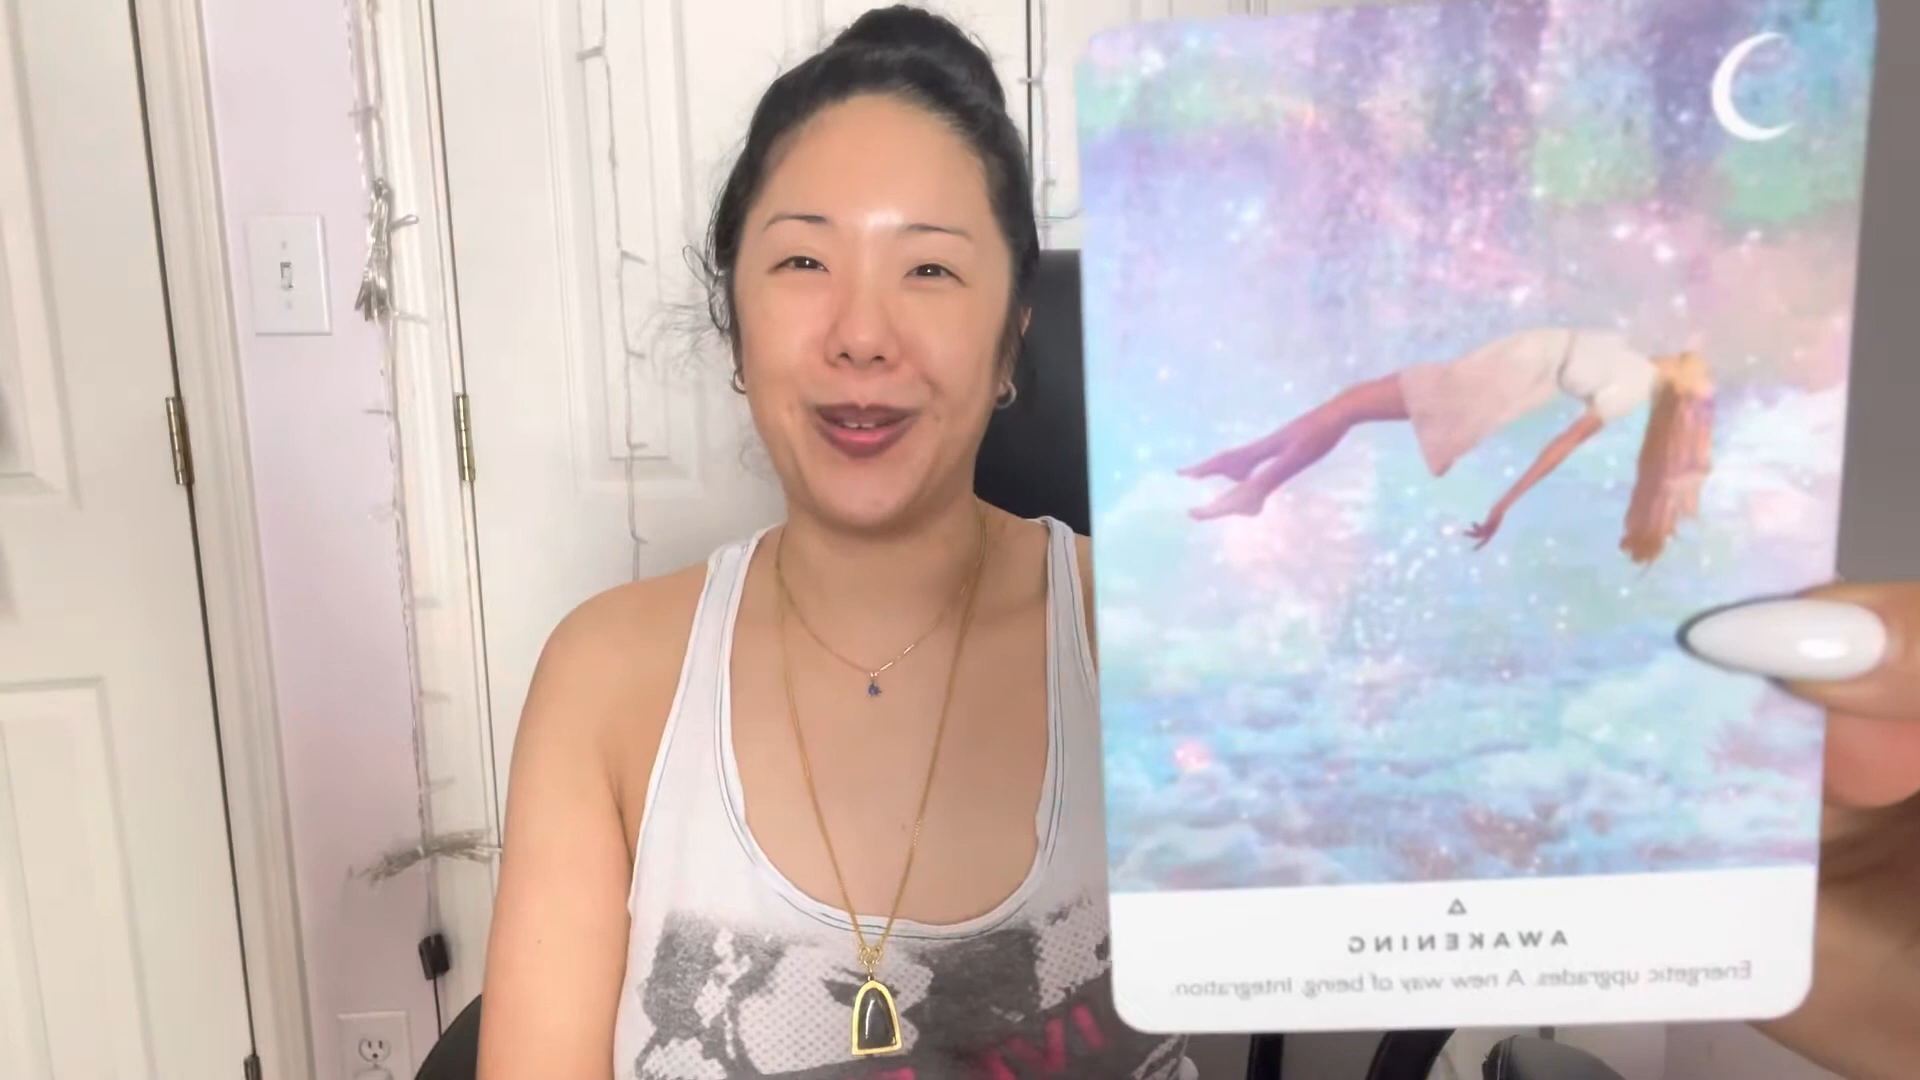 AWAKENING
Energetic upgrades. A new way of being. Integration.